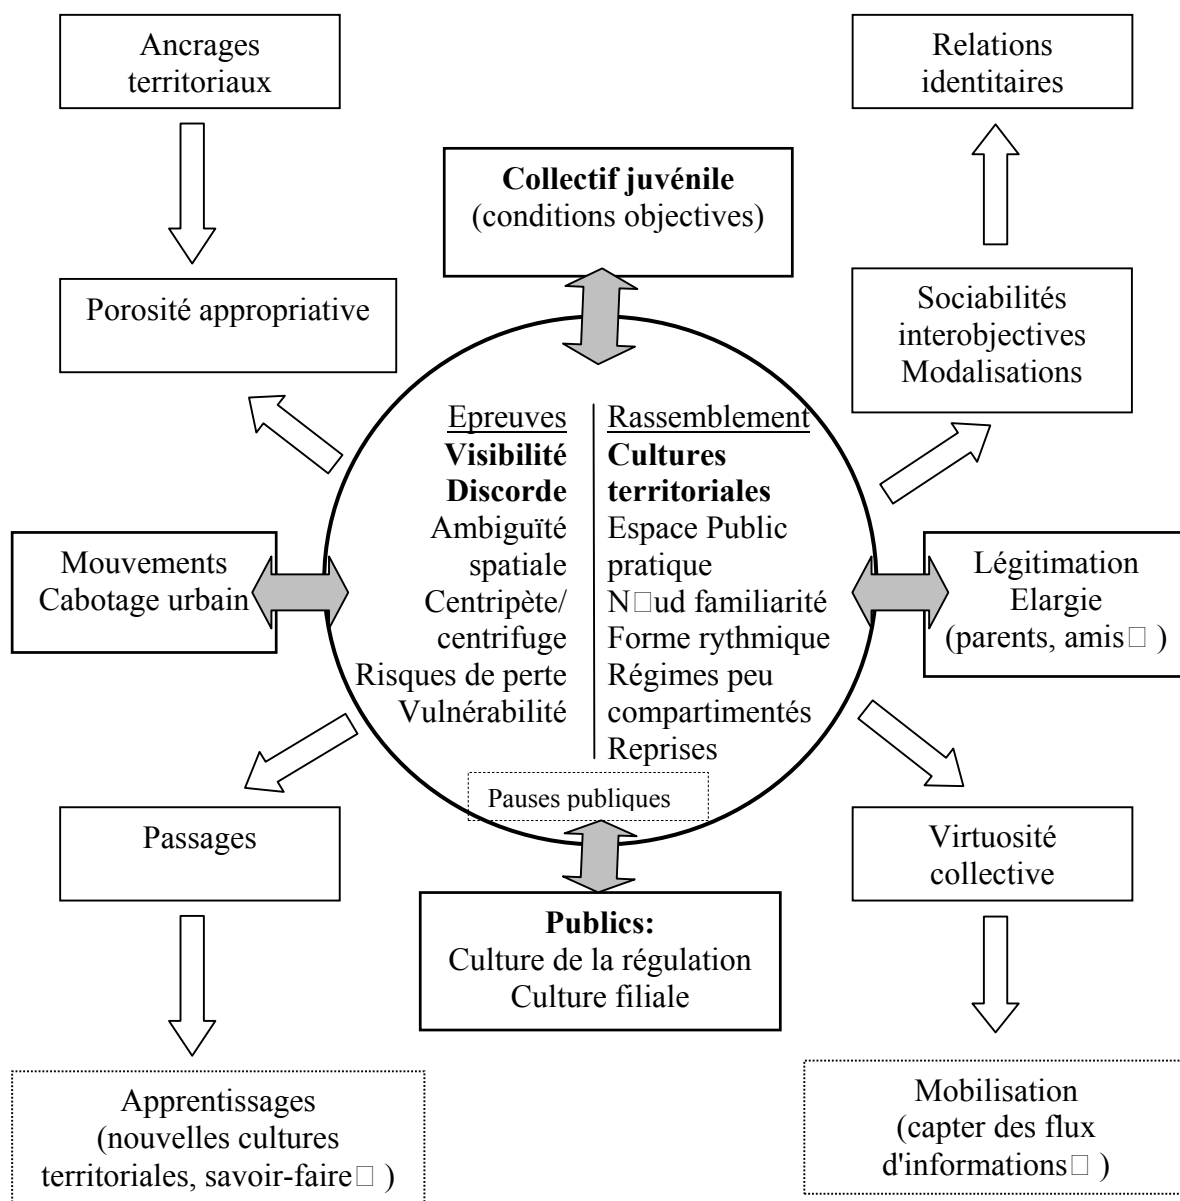 Ancrages
territoriaux
Relations
identitaires
Collectif juvénile
(conditions objectives)
Porosité appropriative
Sociabilités
interobjectives
Modalisations
Epreuves
Visibilité
Discorde
Ambiguïté
spatiale
Centripète/
centrifuge
Risques de perte
Vulnérabilité
Rassemblement
Cultures
territoriales
Espace Public
pratique
N□ud familiarité
Forme rythmique
Régimes peu
compartimentés
Reprises
Mouvements
Cabotage urbain
Légitimation
Elargie
(parents, amis□ )
Pauses publiques
Passages
Virtuosité
collective
Publics:
Culture de la régulation
Culture filiale
Apprentissages
(nouvelles cultures
territoriales, savoir-faire□ )
Mobilisation
(capter des flux
d'informations□ )